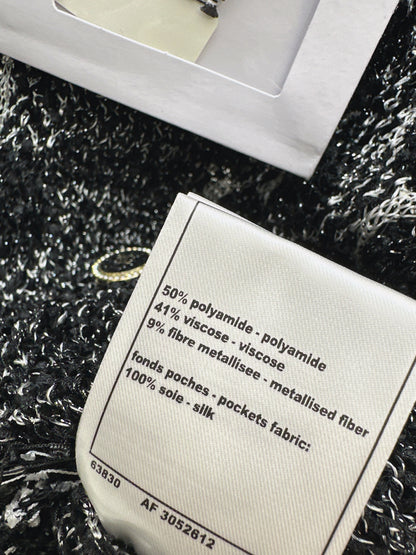 50% polyamide - polyamide
41% viscose - viscose
9% fibre metallisee - metallised fiber
fonds poches - pockets fabric:
100% soie - silk
63830
AF 3052612